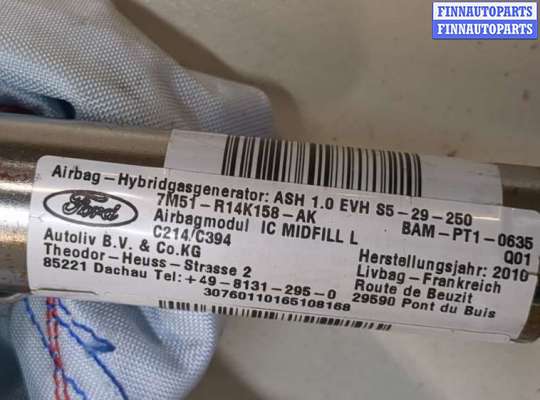 FINNAUTOPARTS
FINNAUTOPARTS
Airbag-Hybridgasgenerator: ASH 1.0 EVH S5-29-250
Ford
7M51-R14K158-AK
BAM-PT1-0635
Airbagmodul IC MIDFILL L
Q01
C214/C394
Herstellungsjahr: 2010
Autoliv B.V. & Co.KG
Livbag-Frankreich
Theodor-Heuss-Strasse 2
Route de Beuzit
85221 Dachau Tel: +49-8131-295-0
29590 Pont du Buis
30760110165108168